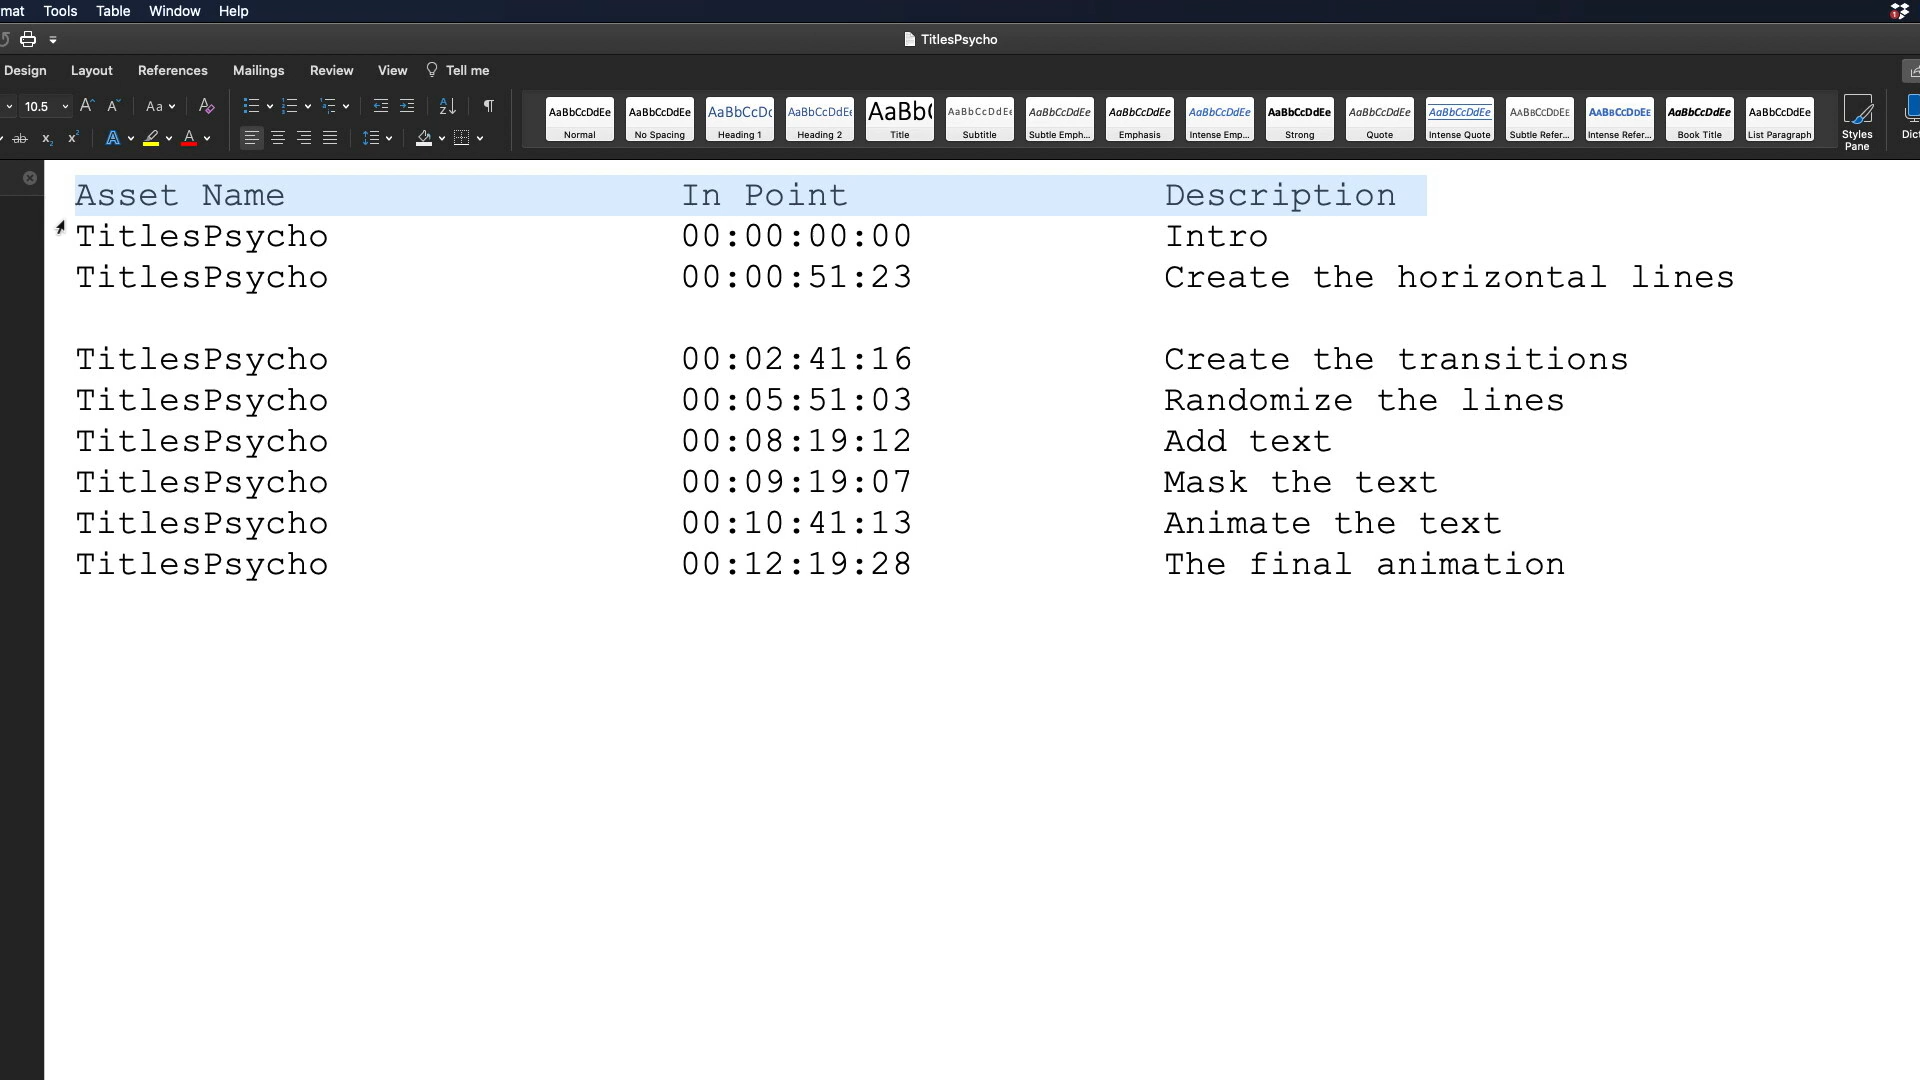 mat Tools Table Window Help
TitlesPsycho
Design Layout References Mailings Review View Tell me
10.5 Aa
AaBbCcDdEe AaBbCcDdEe AaBbCcDc AaBbCcDdEe AaBb( AaBbCcDdEe AaBbCcDdEe AaBbCcDdEe AaBbCcDdEe AaBbCcDdEe AaBbCcDdEe AaBbCcDdEe AaBbCcDdEe AaBbCcDdEe AaBbCcDdEe AaBbCcDdEe
Normal No Spacing Heading 1 Heading 2 Title Subtitle Subtle Emph... Emphasis Intense Emp... Strong Quote Intense Quote Subtle Refer... Intense Refer... Book Title List Paragraph
Styles Pane
Dict
Asset Name In Point Description
TitlesPsycho 00:00:00:00 Intro
TitlesPsycho 00:00:51:23 Create the horizontal lines
TitlesPsycho 00:02:41:16 Create the transitions
TitlesPsycho 00:05:51:03 Randomize the lines
TitlesPsycho 00:08:19:12 Add text
TitlesPsycho 00:09:19:07 Mask the text
TitlesPsycho 00:10:41:13 Animate the text
TitlesPsycho 00:12:19:28 The final animation